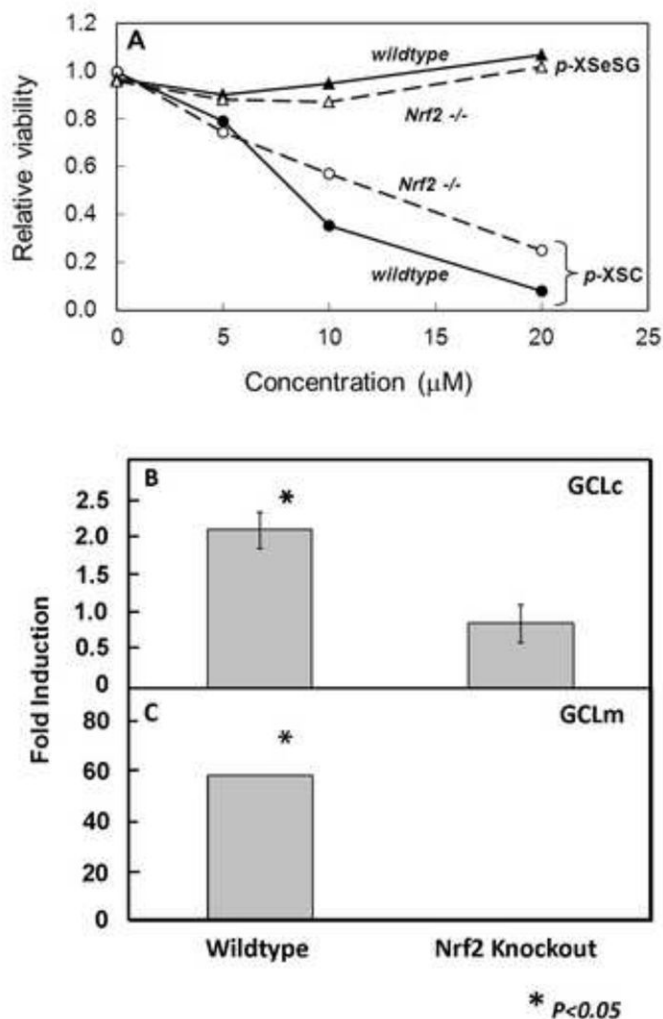 A
1.2
1.0
0.8
0.6
0.4
0.2
0.0
Relative viability
wildtype
p-XSeSG
Nrf2 -/-
Nrf2 -/-
wildtype
p-XSC
0 5 10 15 20 25
Concentration (μM)
Fold Induction
B
*
GCLc
2.5
2.0
1.5
1.0
0.5
0
C
*
GCLm
80
60
40
20
0
Wildtype Nrf2 Knockout
* P<0.05